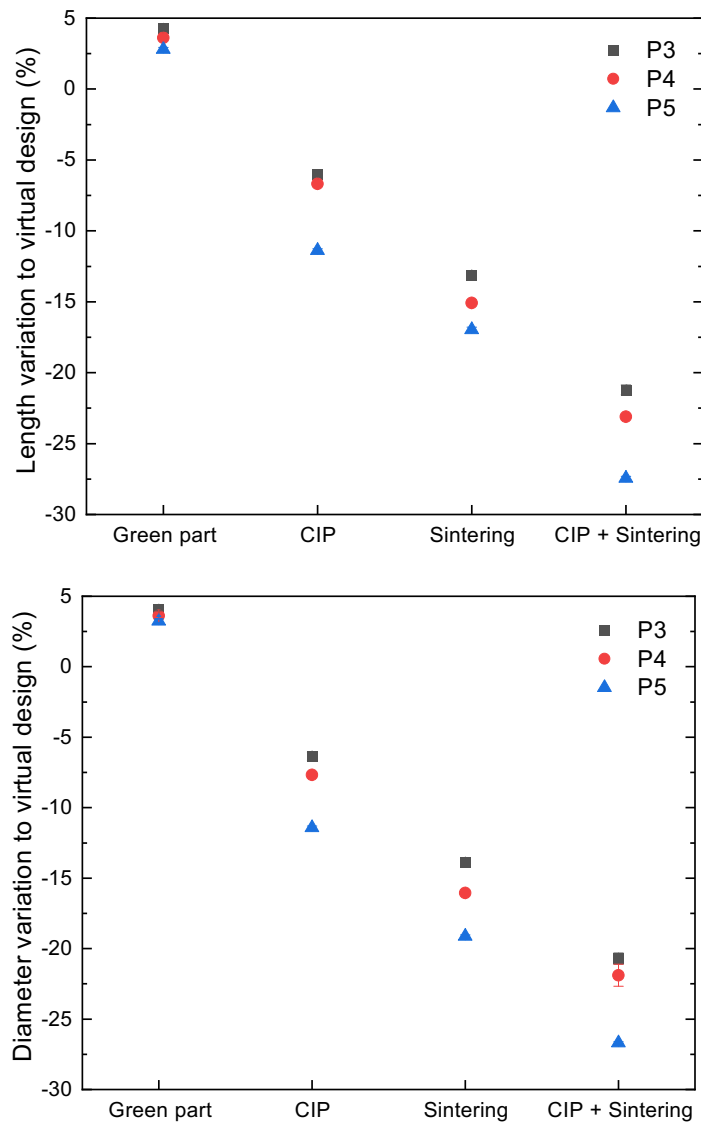 Length variation to virtual design (%)
5
0
-5
-10
-15
-20
-25
-30
P3
P4
P5
Green part CIP Sintering CIP + Sintering
Diameter variation to virtual design (%)
5
0
-5
-10
-15
-20
-25
-30
P3
P4
P5
Green part CIP Sintering CIP + Sintering